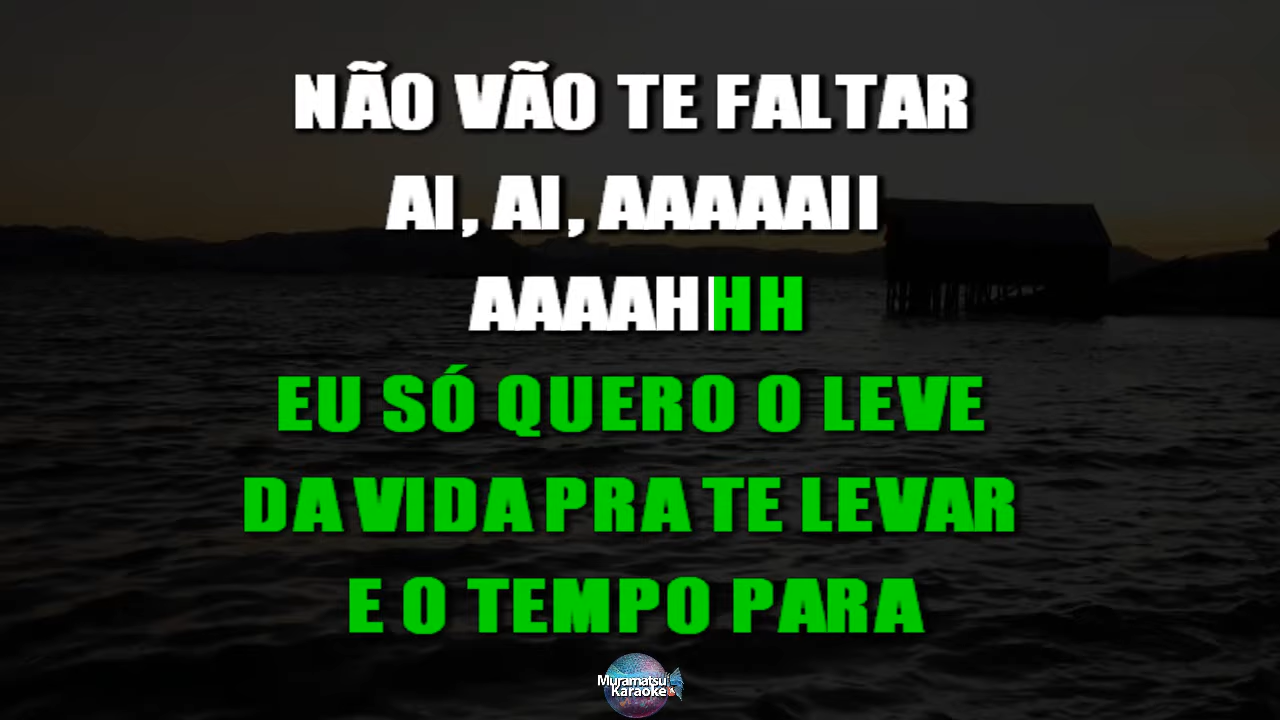 NÃO VÃO TE FALTAR
AI, AI, AAAAAII
AAAAHHH
EU SÓ QUERO O LEVE
DA VIDA PRA TE LEVAR
E O TEMPO PARA
Muramatsu
Karaoke